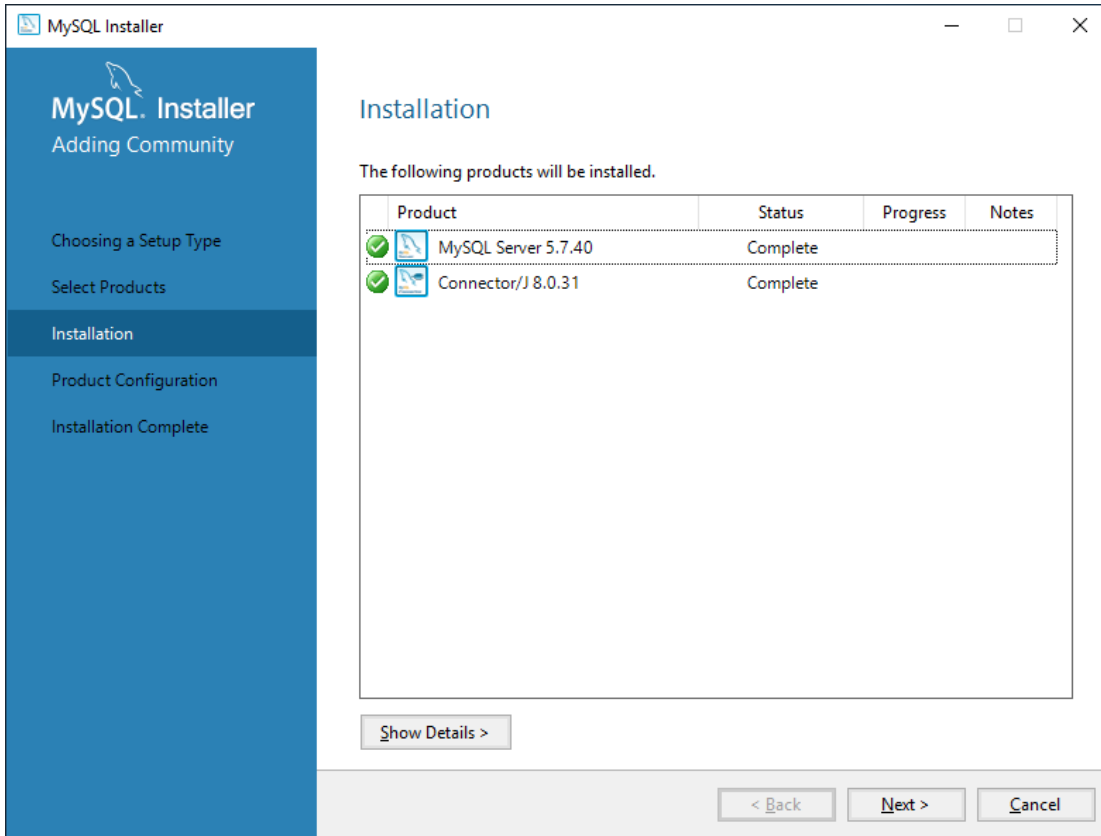 MySQL Installer
MySQL. Installer
Adding Community
Choosing a Setup Type
Select Products
Installation
Product Configuration
Installation Complete
Installation
The following products will be installed.
Product Status Progress Notes
MySQL Server 5.7.40 Complete
Connector/J 8.0.31 Complete
Show Details >
< Back Next > Cancel